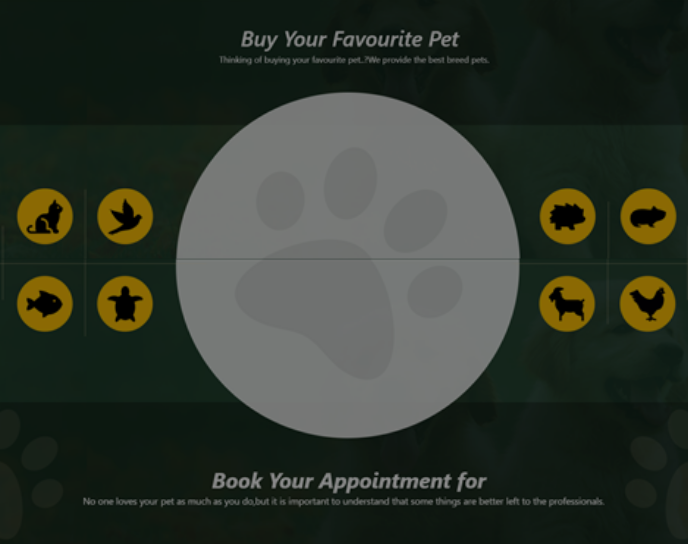 Buy Your Favourite Pet
Thinking of buying your favourite pet..?We provide the best breed pets.
Book Your Appointment for
No one loves your pet as much as you do,but it is important to understand that some things are better left to the professionals.